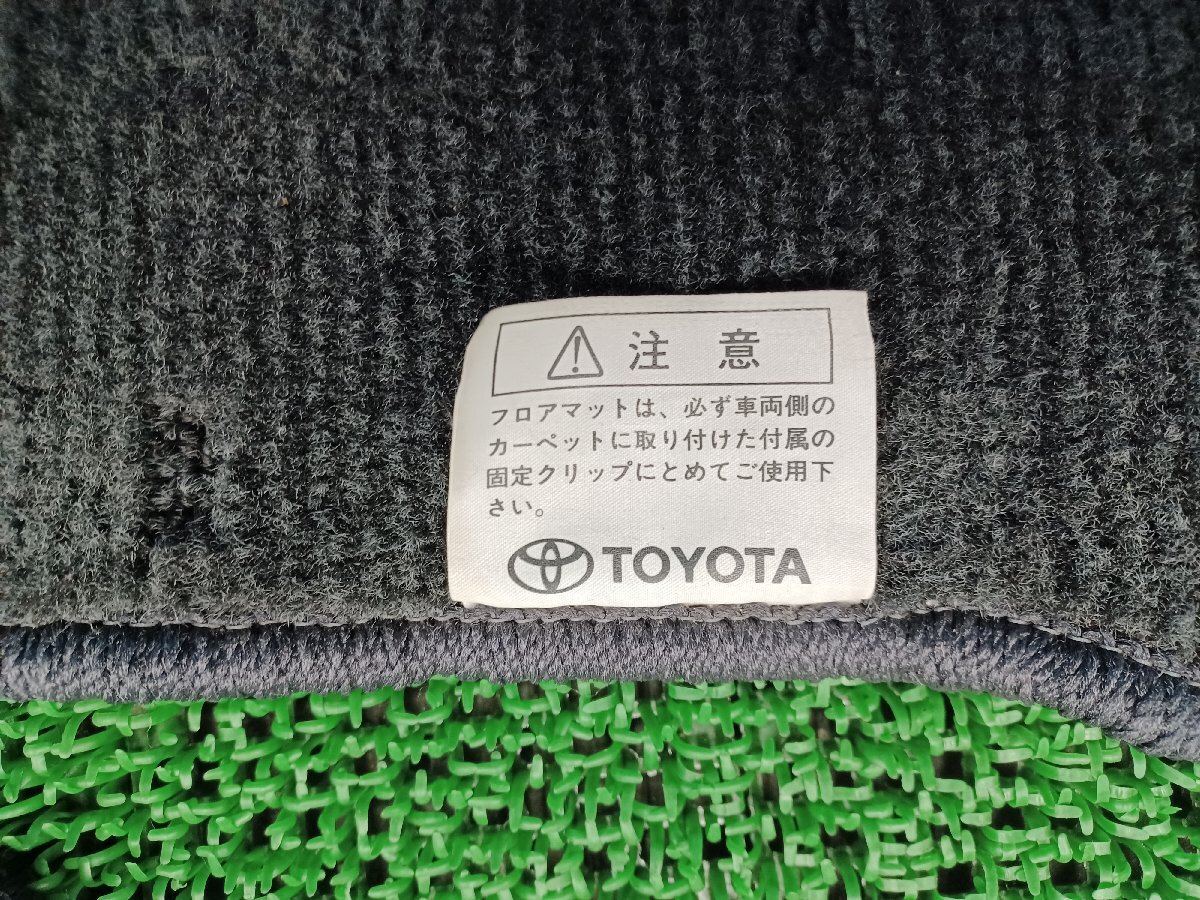 注 意
フロアマットは、必ず車両側の
カーペットに取り付けた付属の
固定クリップにとめてご使用下
さい。
TOYOTA